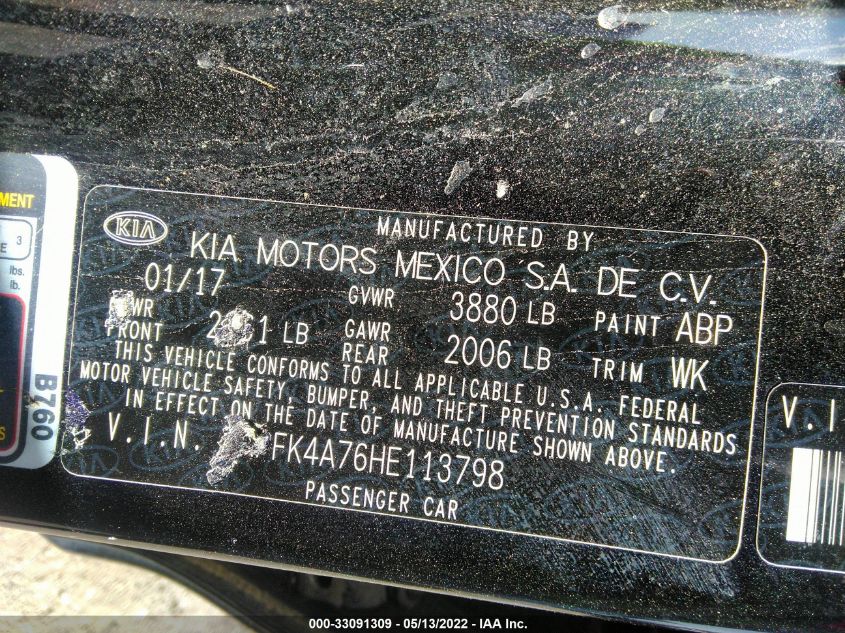 MENT
3
E
lbs.
lb.
S
B760
KIA
MANUFACTURED BY
KIA MOTORS MEXICO S.A. DE C.V.
01/17 GVWR 3880 LB PAINT ABP
FRONT LB GAWR
REAR 2006 LB TRIM WK
THIS VEHICLE CONFORMS TO ALL APPLICABLE U.S.A. FEDERAL
MOTOR VEHICLE SAFETY, BUMPER, AND THEFT PREVENTION STANDARDS
IN EFFECT ON THE DATE OF MANUFACTURE SHOWN ABOVE.
V.I.N. FK4A76HE113798
PASSENGER CAR
V.I
000-33091309 - 05/13/2022 - IAA Inc.